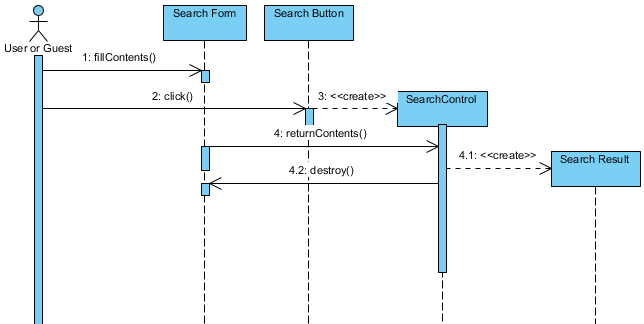 Search Form
Search Button
User or Guest
1: fillContents()
2: click()
3: <<create>>
SearchControl
4: returnContents()
4.1: <<create>>
Search Result
4.2: destroy()